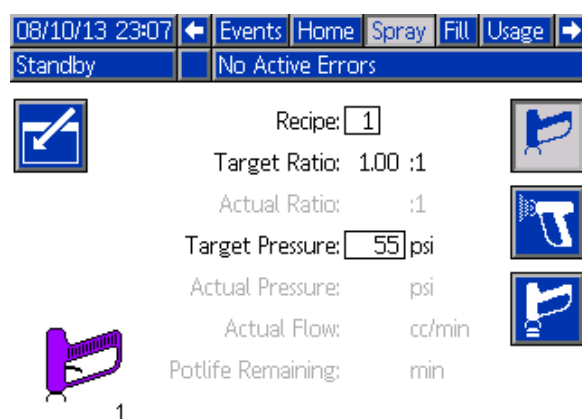 08/10/13 23:07 Events Home Spray Fill Usage
Standby No Active Errors
Recipe: 1
Target Ratio: 1.00 :1
Actual Ratio: :1
Target Pressure: 55 psi
Actual Pressure: psi
Actual Flow: cc/min
Potlife Remaining: min
1